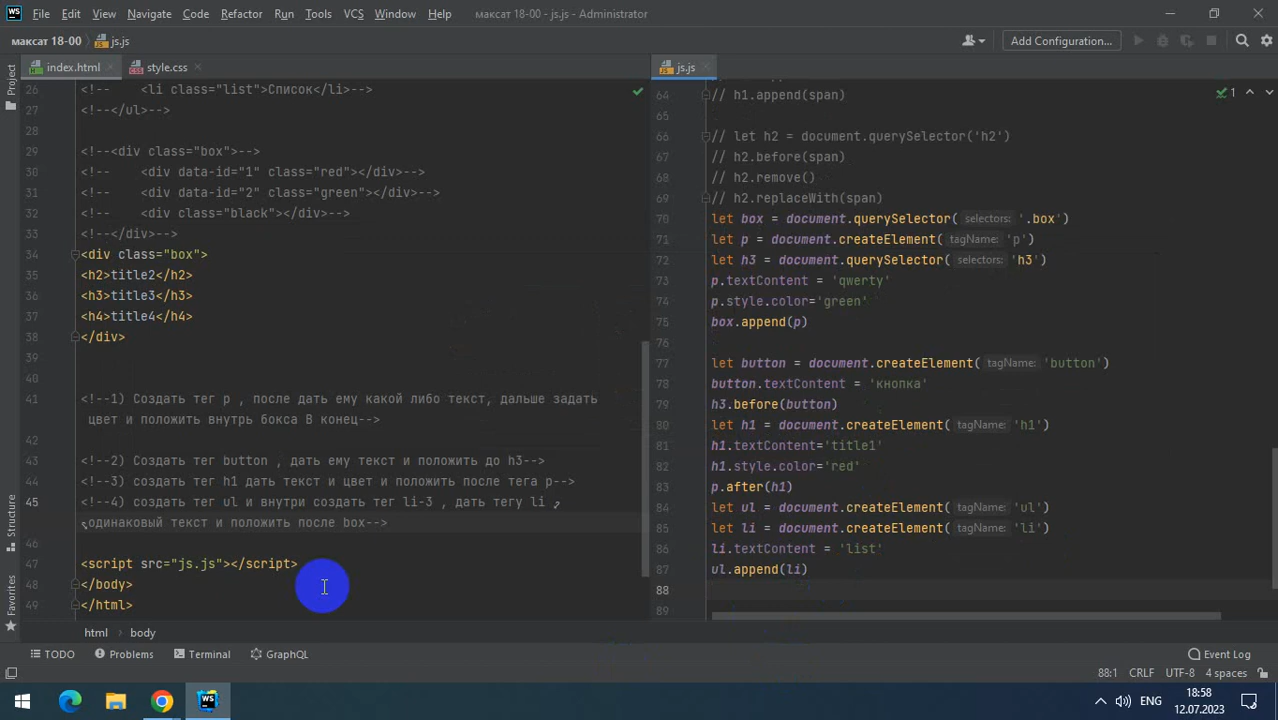 File Edit View Navigate Code Refactor Run Tools VCS Window Help максат 18-00 - js.js - Administrator
максат 18-00 js.js Add Configuration...
index.html style.css js.js
Project
26 <!-- <li class="list">Список</li>-->
27 <!--</ul>-->
28
29 <!--<div class="box">-->
30 <!-- <div data-id="1" class="red"></div>-->
31 <!-- <div data-id="2" class="green"></div>-->
32 <!-- <div class="black"></div>-->
33 <!--</div>-->
34 <div class="box">
35 <h2>title2</h2>
36 <h3>title3</h3>
37 <h4>title4</h4>
38 </div>
39
40
41 <!--1) Создать тег p , после дать ему какой либо текст, дальше задать
цвет и положить внутрь бокса В конец-->
42
43 <!--2) Создать тег button , дать ему текст и положить до h3-->
44 <!--3) создать тег h1 дать текст и цвет и положить после тега p-->
45 <!--4) создать тег ul и внутри создать тег li-3 , дать тегу li
одинаковый текст и положить после box-->
46
47 <script src="js.js"></script>
48 </body>
49 </html>
html body
1
64 // h1.append(span)
65
66 // let h2 = document.querySelector('h2')
67 // h2.before(span)
68 // h2.remove()
69 // h2.replaceWith(span)
70 let box = document.querySelector( selectors: '.box')
71 let p = document.createElement( tagName: 'p')
72 let h3 = document.querySelector( selectors: 'h3')
73 p.textContent = 'qwerty'
74 p.style.color='green'
75 box.append(p)
76
77 let button = document.createElement( tagName: 'button')
78 button.textContent = 'кнопка'
79 h3.before(button)
80 let h1 = document.createElement( tagName: 'h1')
81 h1.textContent='title1'
82 h1.style.color='red'
83 p.after(h1)
84 let ul = document.createElement( tagName: 'ul')
85 let li = document.createElement( tagName: 'li')
86 li.textContent = 'list'
87 ul.append(li)
88
89
Structure
Favorites
TODO Problems Terminal GraphQL Event Log
88:1 CRLF UTF-8 4 spaces
WS ENG 18:58
12.07.2023